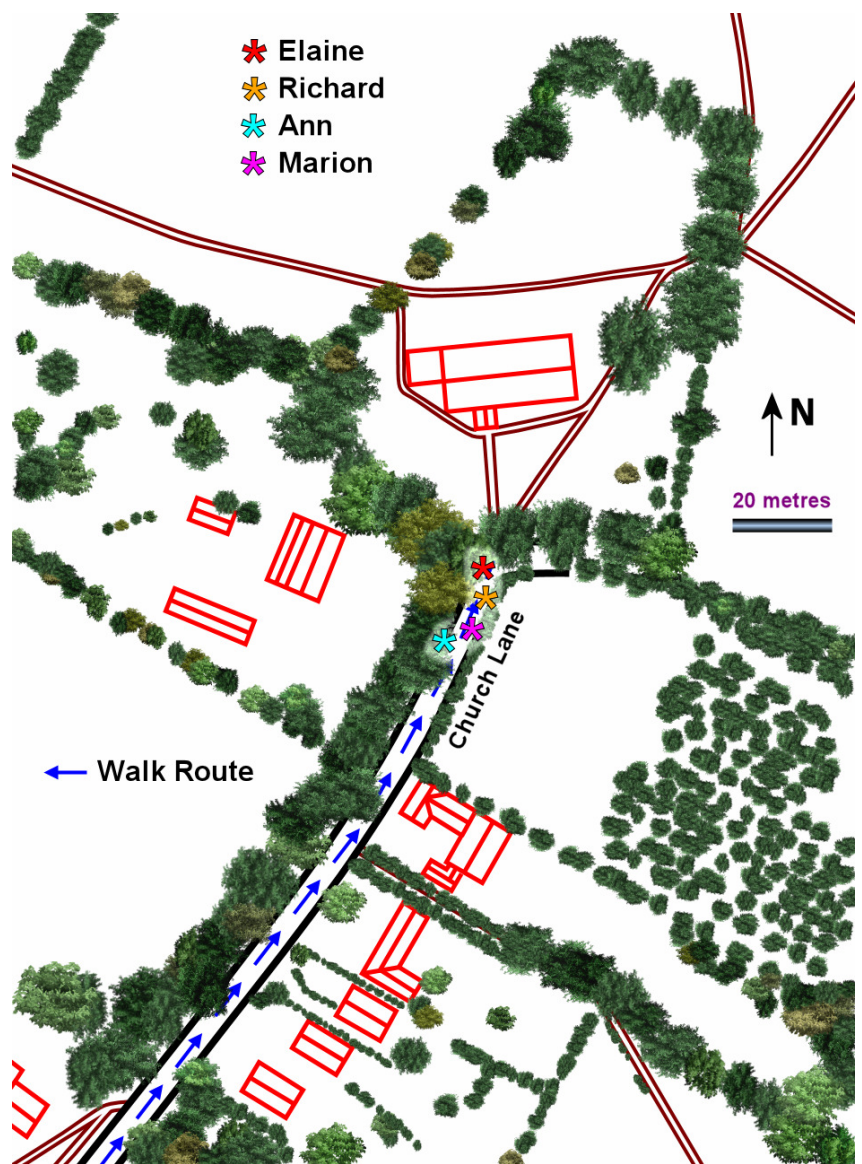 Elaine
Richard
Ann
Marion
N
20 metres
Church Lane
Walk Route